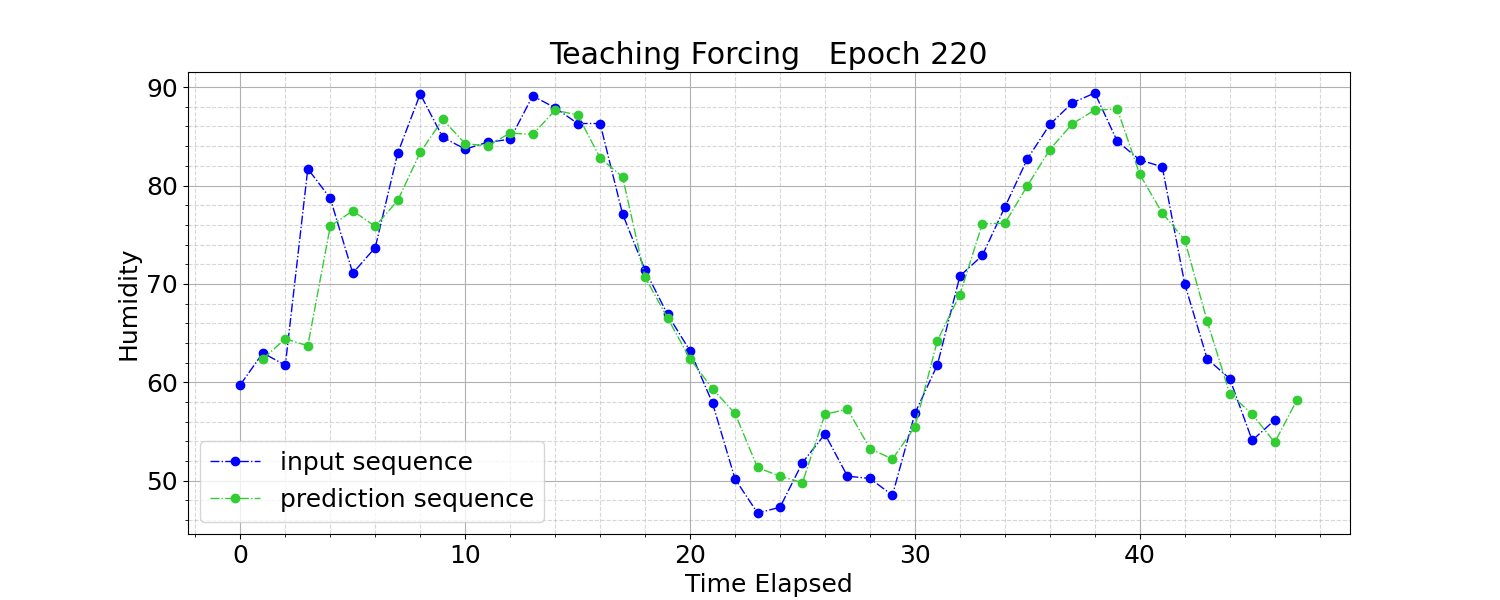 Teaching Forcing   Epoch 220
90
80
70
60
50
Humidity
input sequence
prediction sequence
0 10 20 30 40
Time Elapsed